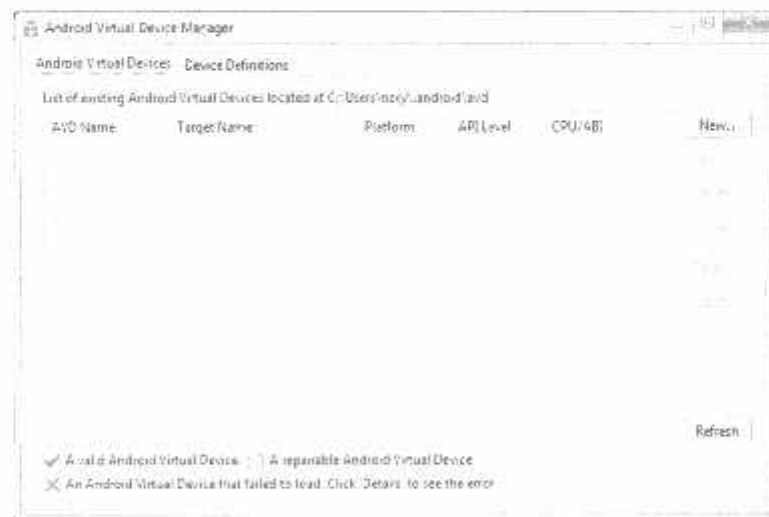 Android Virtual Device Manager
Android Virtual Devices Device Definitions
List of existing Android Virtual Devices located at
AVD Name Target Name Platform API Level CPU/ABI New...
Refresh
A valid Android Virtual Device. A repairable Android Virtual Device.
An Android Virtual Device that failed to load. Click 'Details' to see the error.